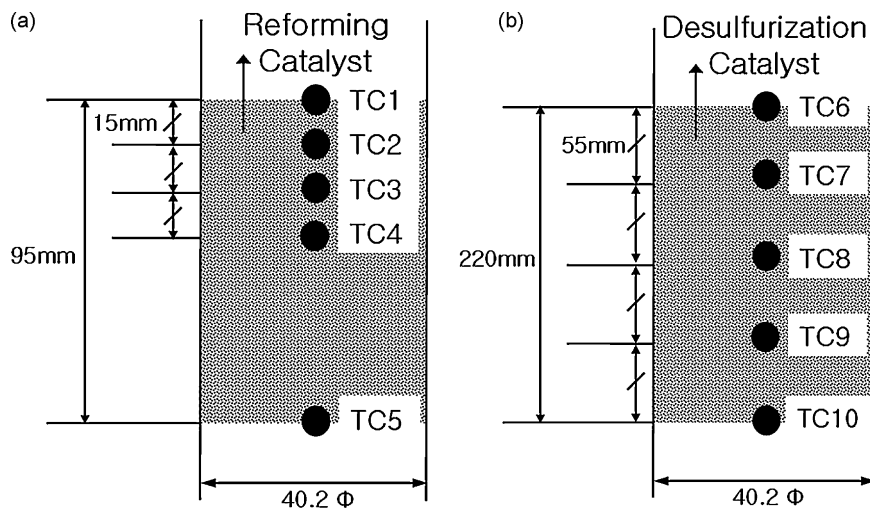 (a)
Reforming
Catalyst
15mm
95mm
TC1
TC2
TC3
TC4
TC5
40.2 Φ
(b)
Desulfurization
Catalyst
55mm
220mm
TC6
TC7
TC8
TC9
TC10
40.2 Φ